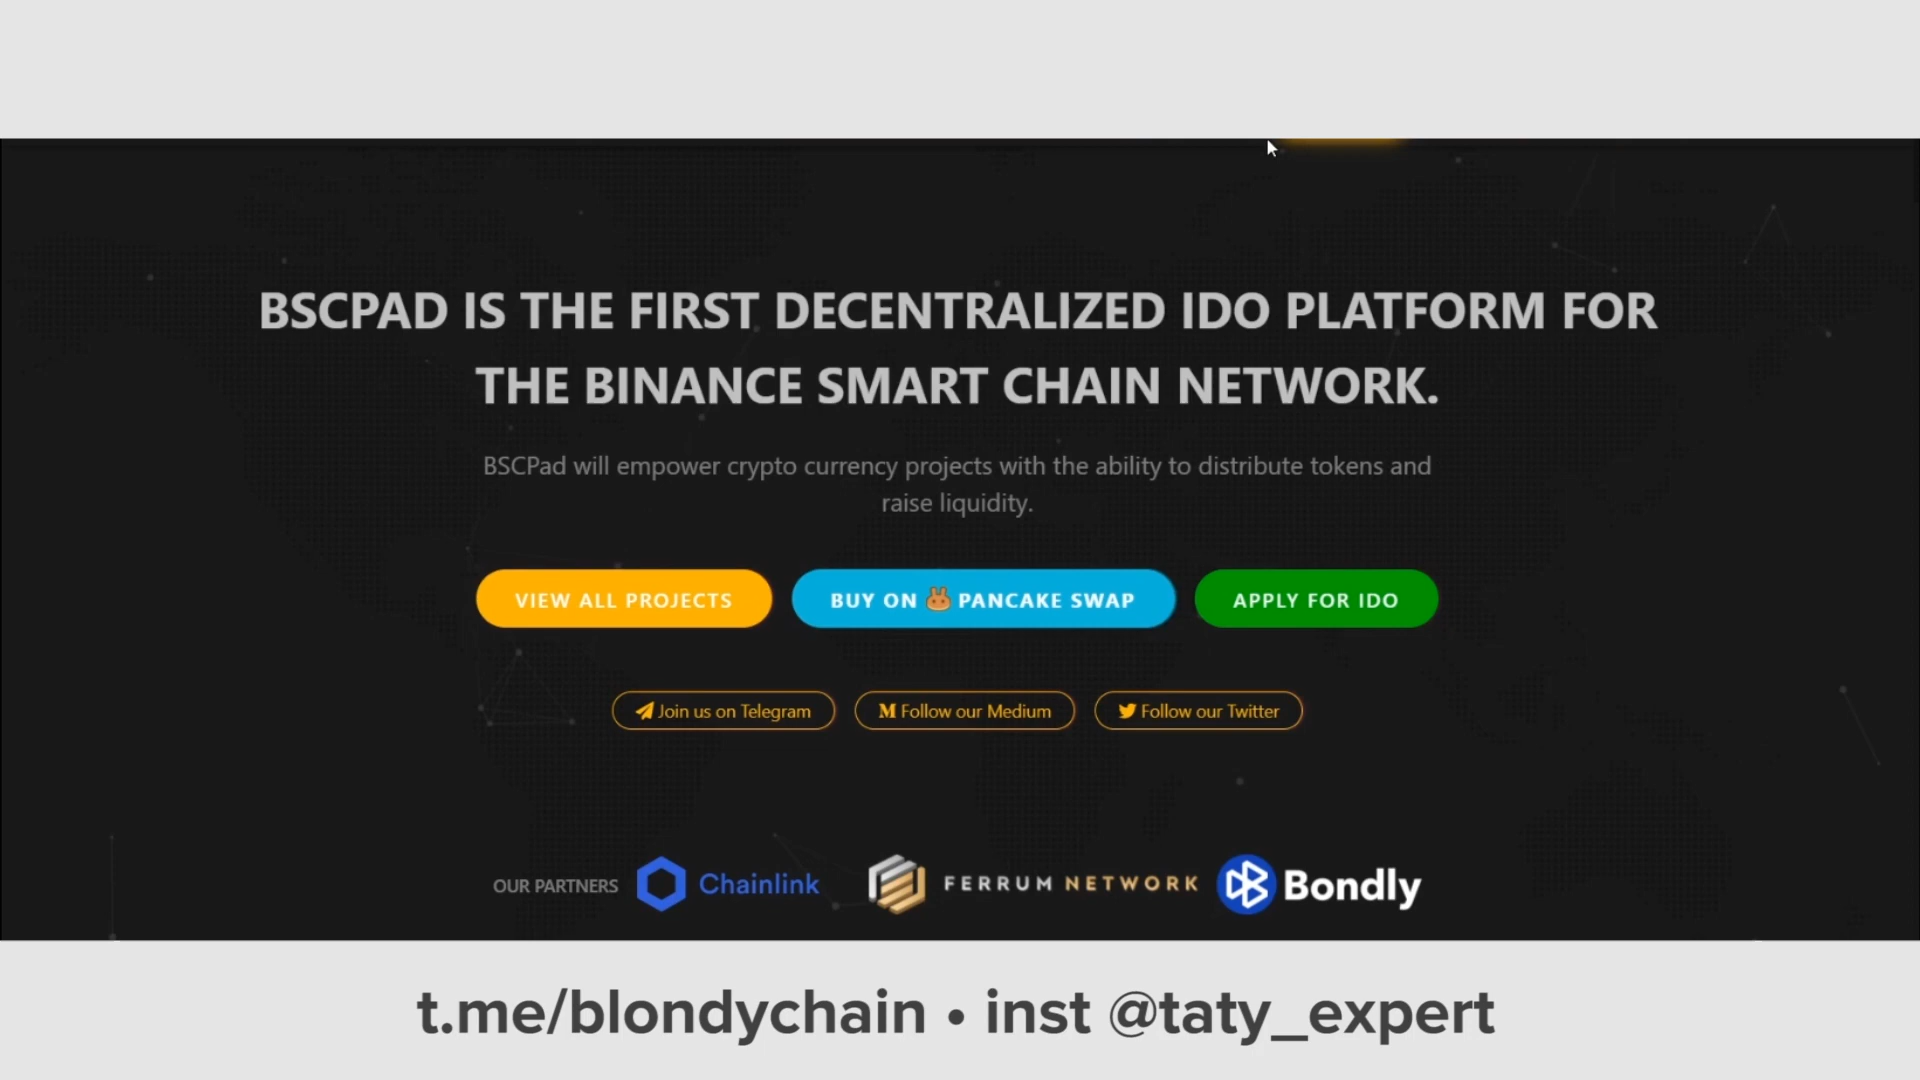 BSCPAD IS THE FIRST DECENTRALIZED IDO PLATFORM FOR
THE BINANCE SMART CHAIN NETWORK.
BSCPad will empower crypto currency projects with the ability to distribute tokens and
raise liquidity.
VIEW ALL PROJECTS
BUY ON PANCAKE SWAP
APPLY FOR IDO
Join us on Telegram
Follow our Medium
Follow our Twitter
OUR PARTNERS
Chainlink
FERRUM NETWORK
Bondly
t.me/blondychain • inst @taty_expert